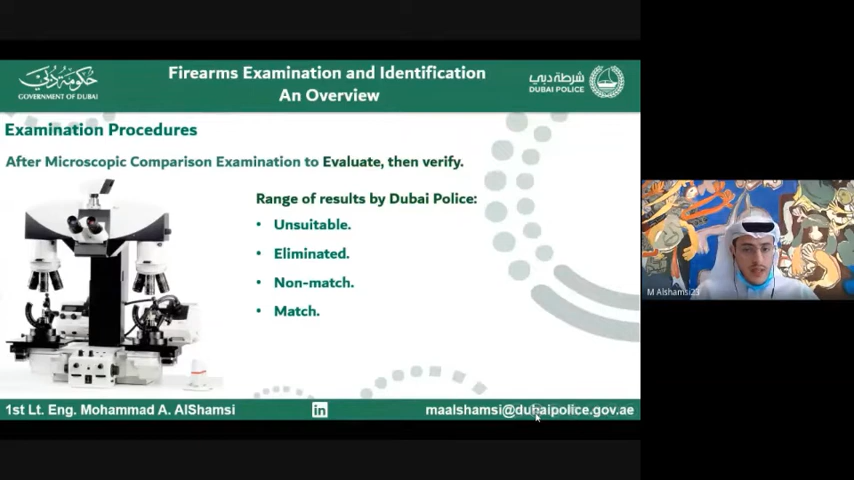 حكومة دبي
GOVERNMENT OF DUBAI
Firearms Examination and Identification
An Overview
شرطة دبي
DUBAI POLICE
Examination Procedures
After Microscopic Comparison Examination to Evaluate, then verify.
Range of results by Dubai Police:
• Unsuitable.
• Eliminated.
• Non-match.
• Match.
M Alshamsi23
1st Lt. Eng. Mohammad A. AlShamsi
in
maalshamsi@dubaipolice.gov.ae